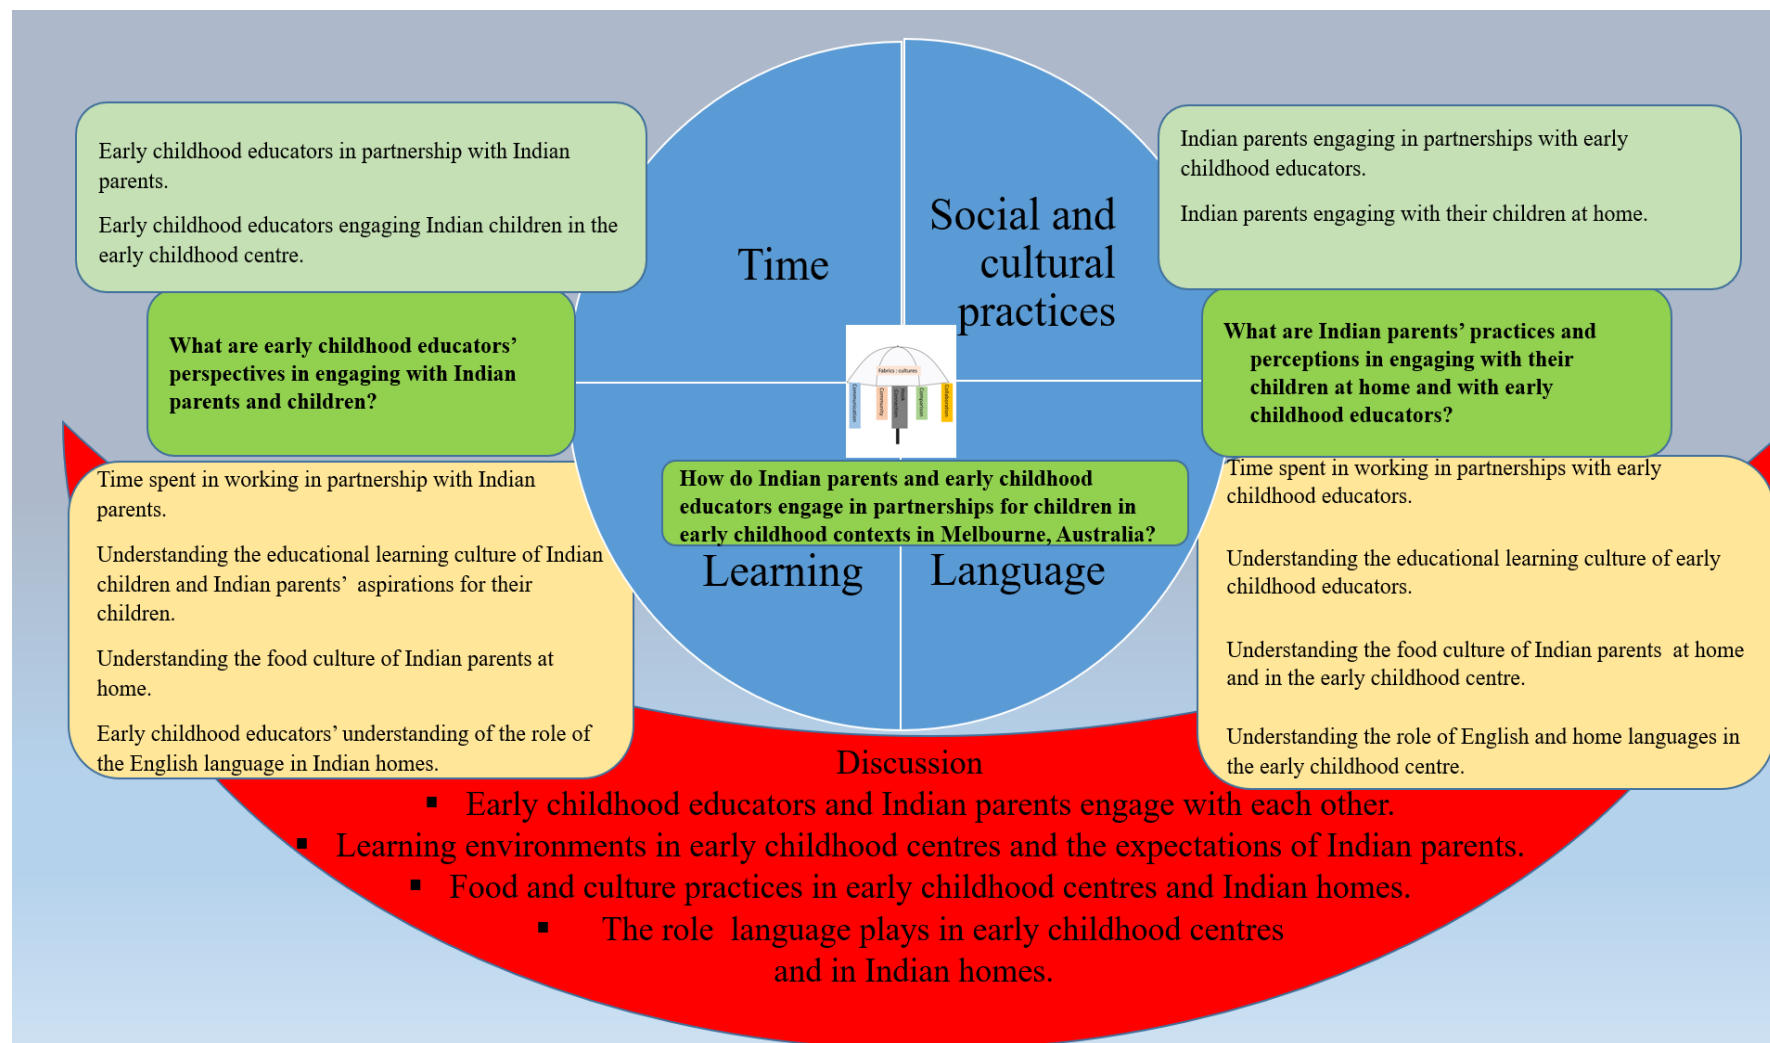 Early childhood educators in partnership with Indian
parents.
Early childhood educators engaging Indian children in the
early childhood centre.
What are early childhood educators’
perspectives in engaging with Indian
parents and children?
Time spent in working in partnership with Indian
parents.
Understanding the educational learning culture of Indian
children and Indian parents’ aspirations for their
children.
Understanding the food culture of Indian parents at
home.
Early childhood educators’ understanding of the role of
the English language in Indian homes.
Time
Social and
cultural
practices
Fabrics : cultures
Communication
Community
Hook
Connection
Comparison
Collaboration
How do Indian parents and early childhood
educators engage in partnerships for children in
early childhood contexts in Melbourne, Australia?
Learning
Language
Indian parents engaging in partnerships with early
childhood educators.
Indian parents engaging with their children at home.
What are Indian parents’ practices and
perceptions in engaging with their
children at home and with early
childhood educators?
Time spent in working in partnerships with early
childhood educators.
Understanding the educational learning culture of early
childhood educators.
Understanding the food culture of Indian parents at home
and in the early childhood centre.
Understanding the role of English and home languages in
the early childhood centre.
Discussion
▪ Early childhood educators and Indian parents engage with each other.
▪ Learning environments in early childhood centres and the expectations of Indian parents.
▪ Food and culture practices in early childhood centres and Indian homes.
▪ The role language plays in early childhood centres
and in Indian homes.